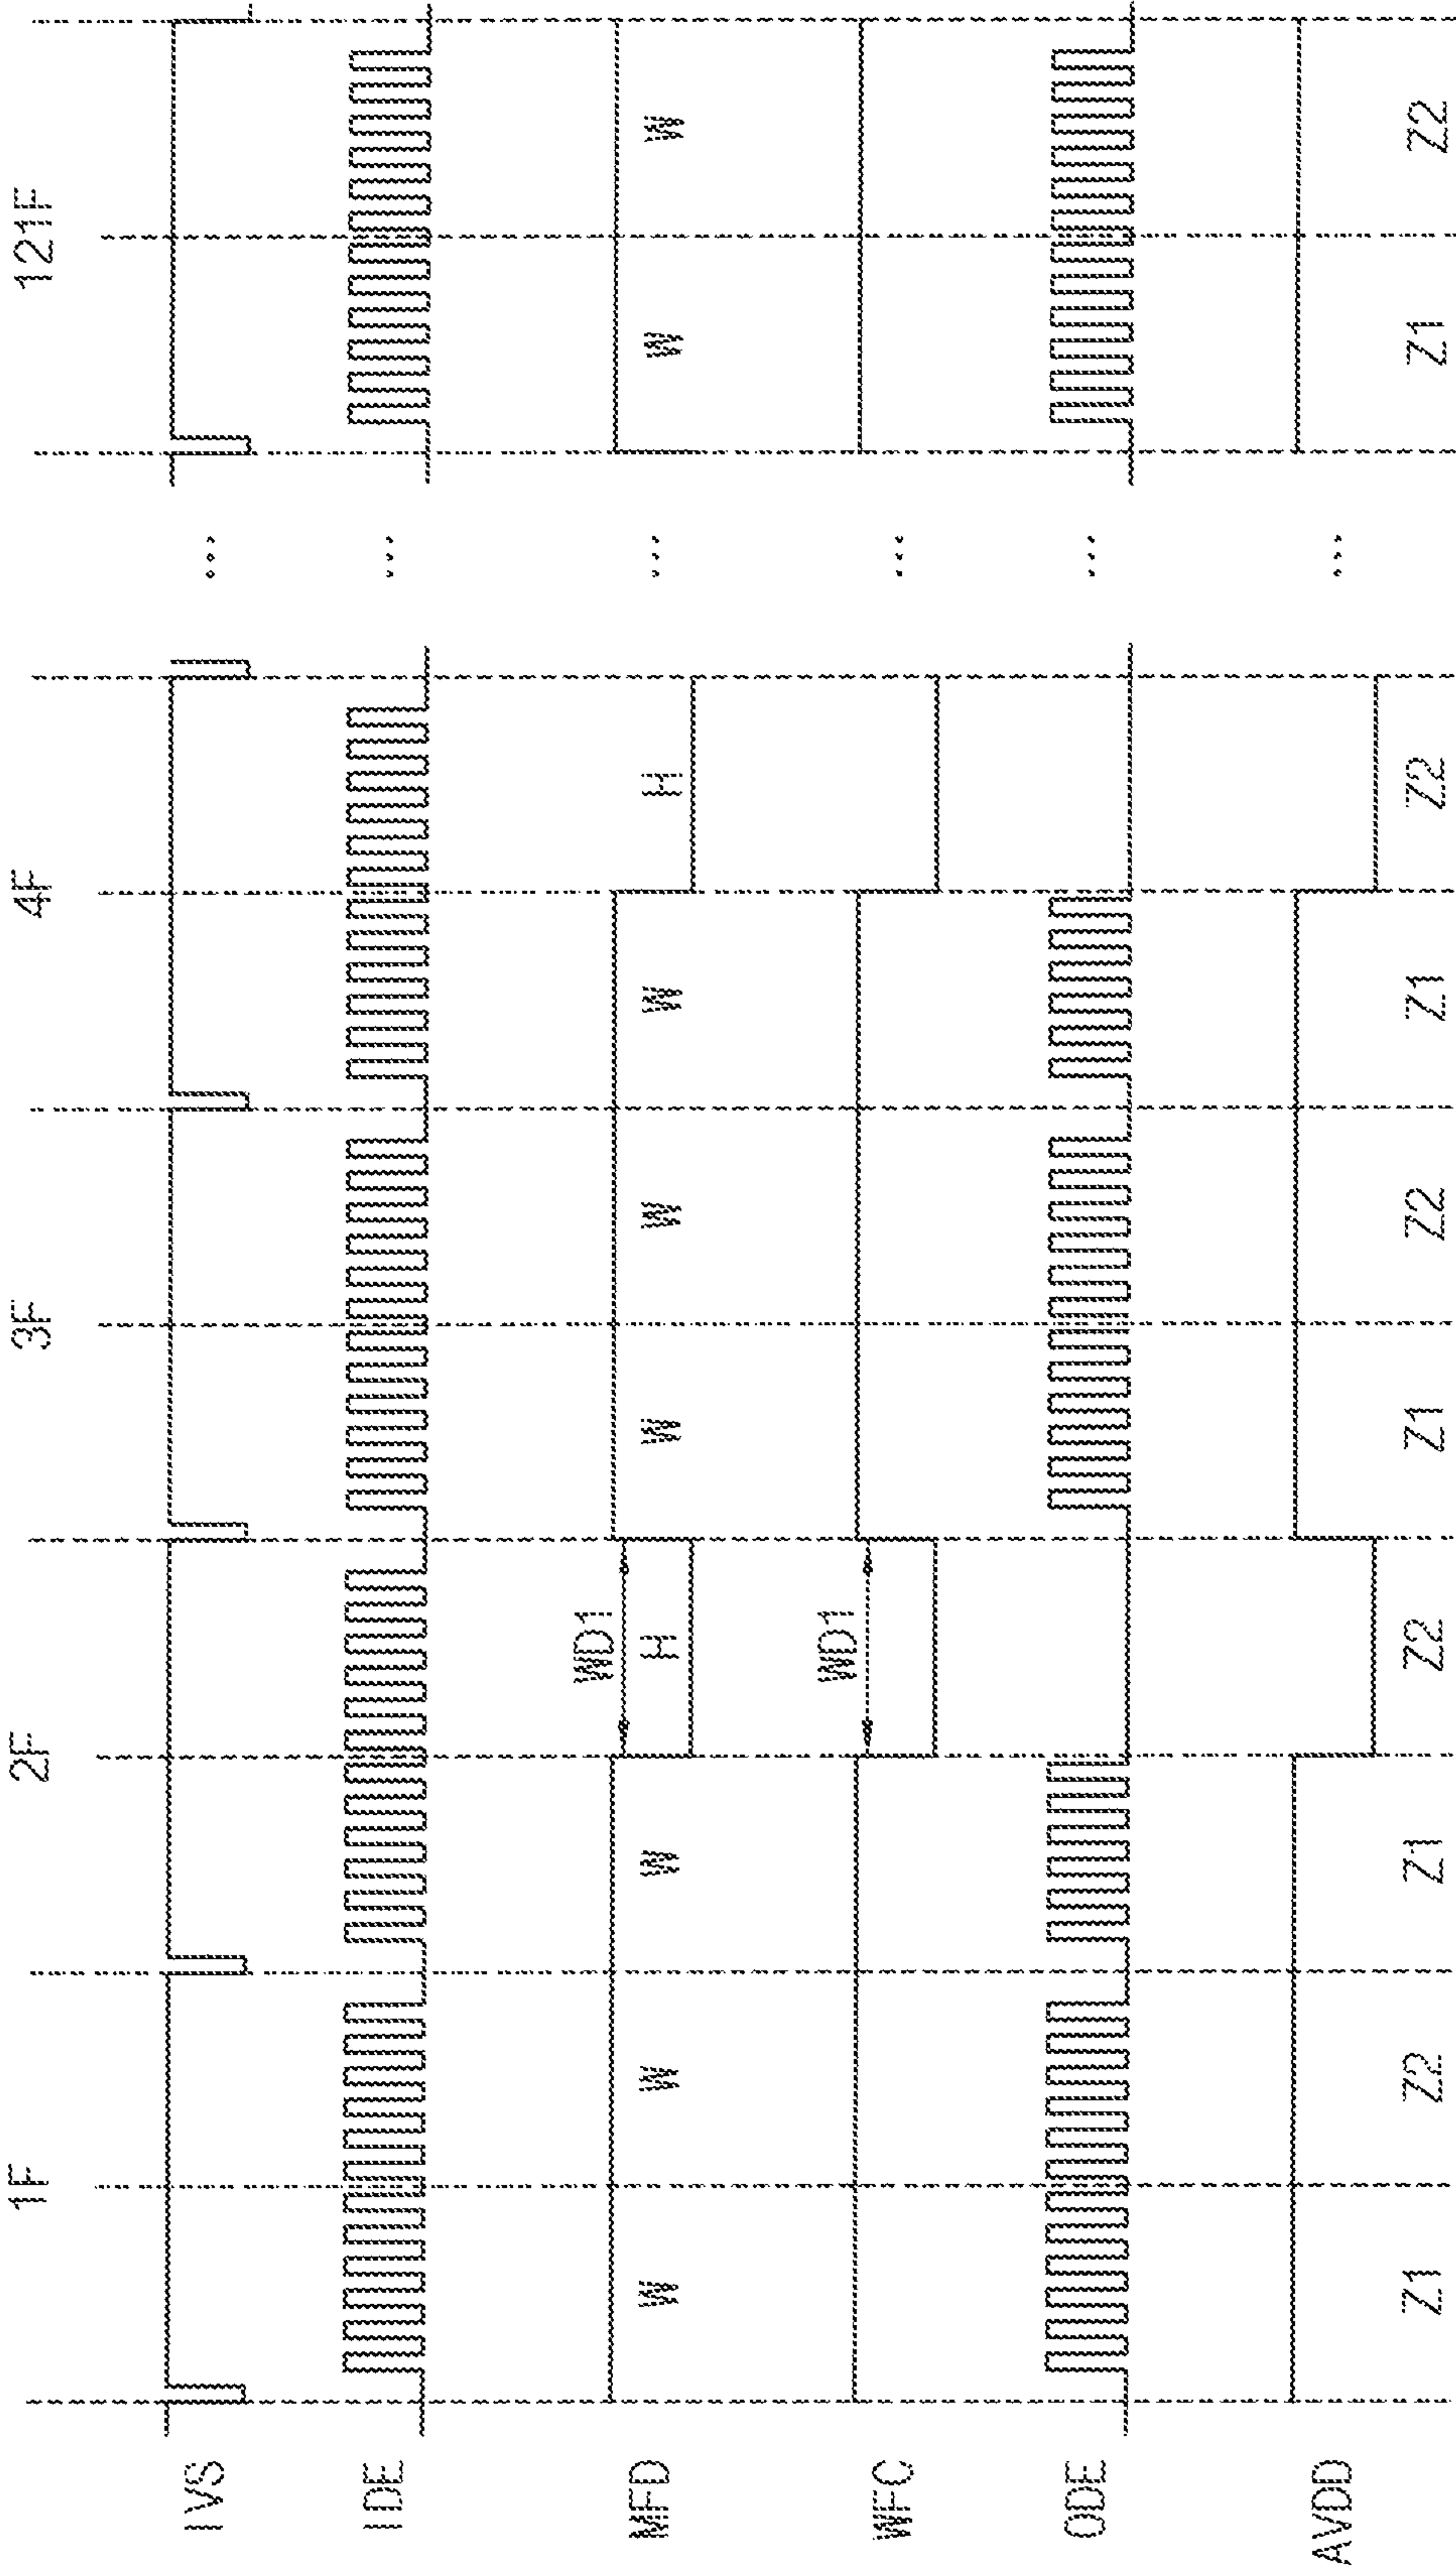 1F 2F 3F 4F 121F
IVS ...
IDE ...
WD1
MFD W W W H W W W H ... W W
WD1
WFC ...
ODE ...
AVDD ...
Z1 Z2 Z1 Z2 Z1 Z2 Z1 Z2 Z1 Z2